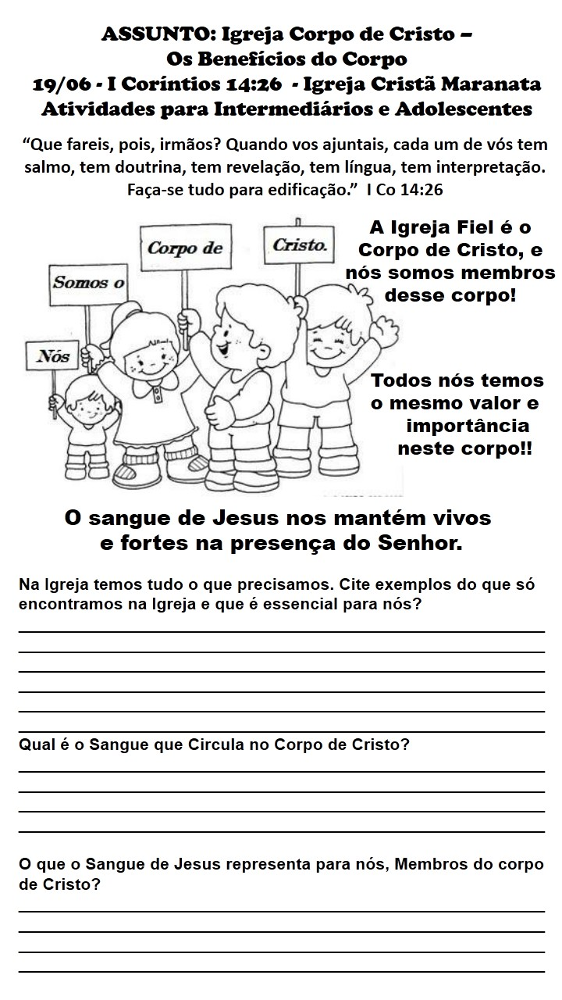 ASSUNTO: Igreja Corpo de Cristo –
Os Benefícios do Corpo
19/06 - I Coríntios 14:26 - Igreja Cristã Maranata
Atividades para Intermediários e Adolescentes
“Que fareis, pois, irmãos? Quando vos ajuntais, cada um de vós tem
salmo, tem doutrina, tem revelação, tem língua, tem interpretação.
Faça-se tudo para edificação.” I Co 14:26
Nós
Somos o
Corpo de
Cristo.
A Igreja Fiel é o
Corpo de Cristo, e
nós somos membros
desse corpo!
Todos nós temos
o mesmo valor e
importância
neste corpo!!
O sangue de Jesus nos mantém vivos
e fortes na presença do Senhor.
Na Igreja temos tudo o que precisamos. Cite exemplos do que só
encontramos na Igreja e que é essencial para nós?
Qual é o Sangue que Circula no Corpo de Cristo?
O que o Sangue de Jesus representa para nós, Membros do corpo
de Cristo?